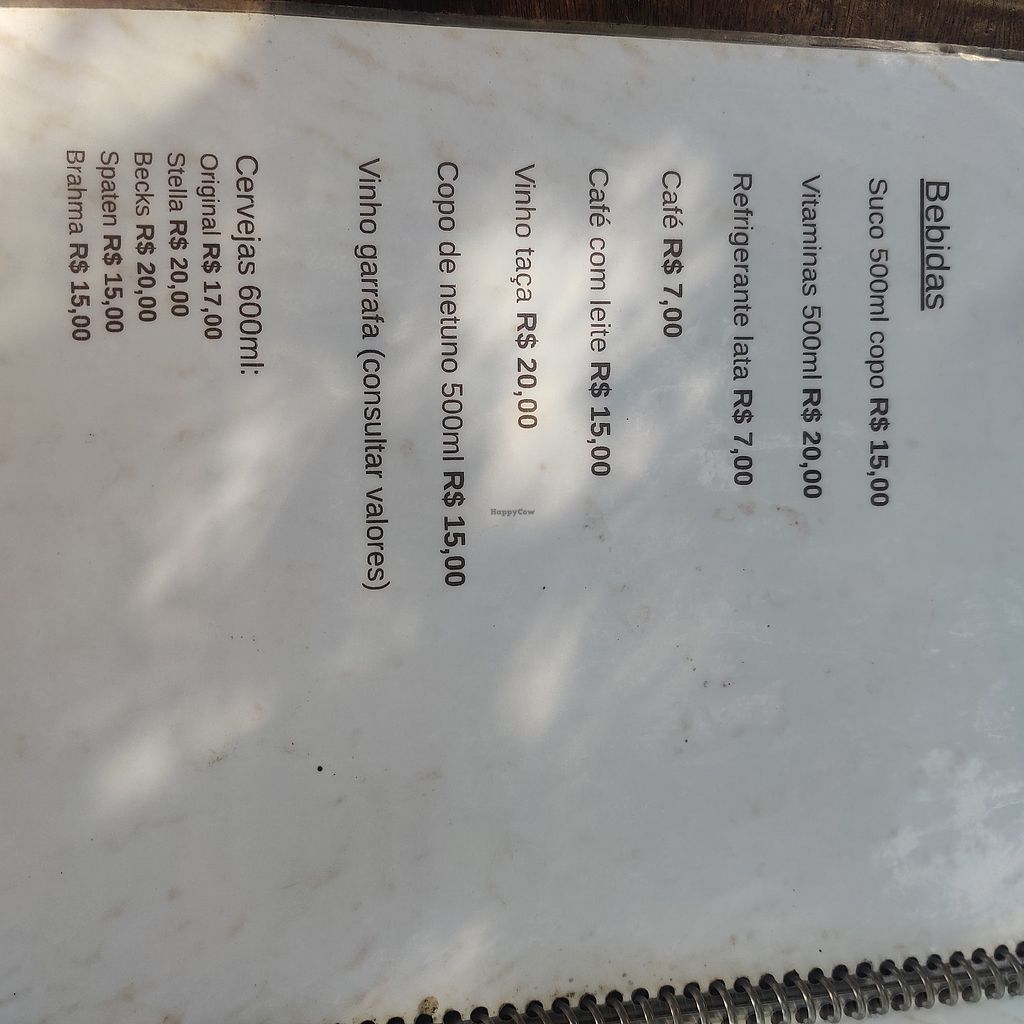 Bebidas
Suco 500ml copo R$ 15,00
Vitaminas 500ml R$ 20,00
Refrigerante lata R$ 7,00
Café R$ 7,00
Café com leite R$ 15,00
Vinho taça R$ 20,00
Copo de netuno 500ml R$ 15,00
Vinho garrafa (consultar valores)
Cervejas 600ml:
Original R$ 17,00
Stella R$ 20,00
Becks R$ 20,00
Spaten R$ 15,00
Brahma R$ 15,00
HappyCow